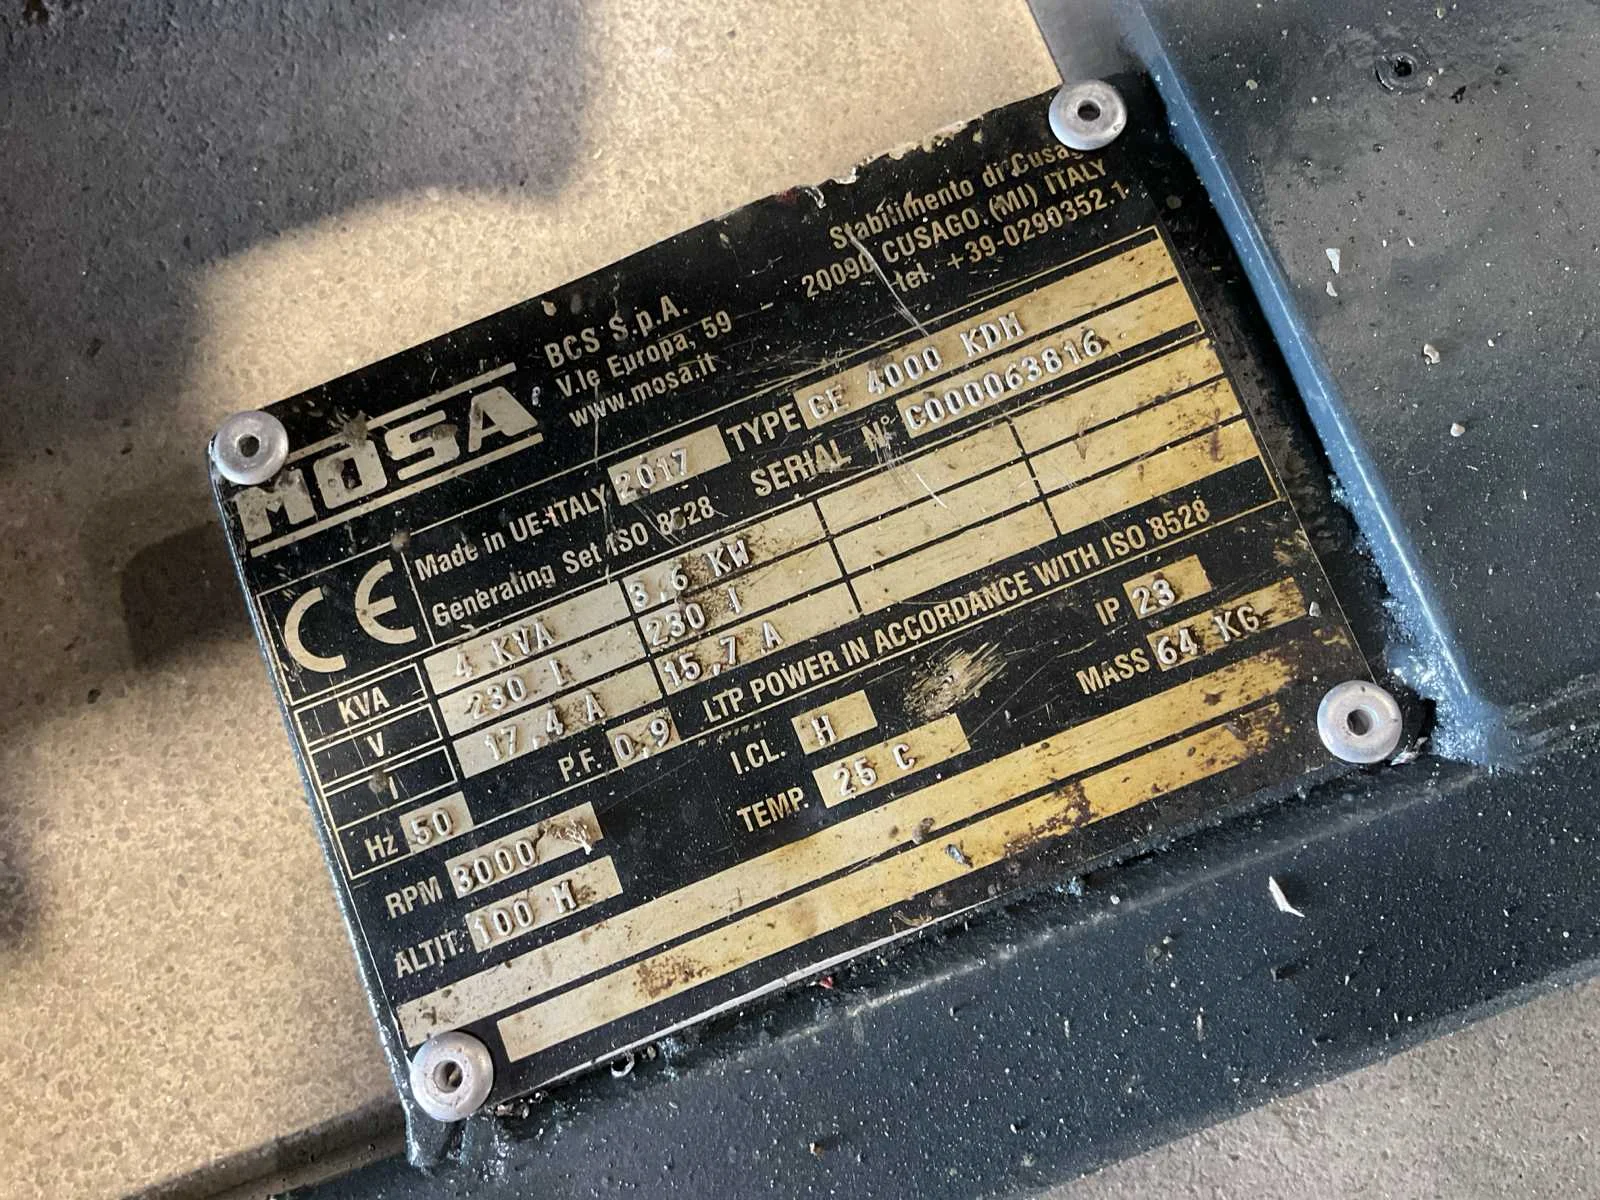 MOSA
BCS S.p.A.
V.le Europa, 59 -
www.mosa.it
Stabilimento di
20090 CUSAGO (MI) ITALY
tel. +39-0290352.1
CE
Made in UE-ITALY 2017 TYPE GE 4000 KDM
Generating Set ISO 8528 SERIAL N° C000063816
KVA 4 KVA 3,6 KW
V 230 I 230 I
I 17,4 A 15,7 A
Hz 50 P.F. 0.9 LTP POWER IN ACCORDANCE WITH ISO 8528
RPM 3000 I.CL. H IP 23
ALTIT. 100 M TEMP. 25 C MASS 64 KG